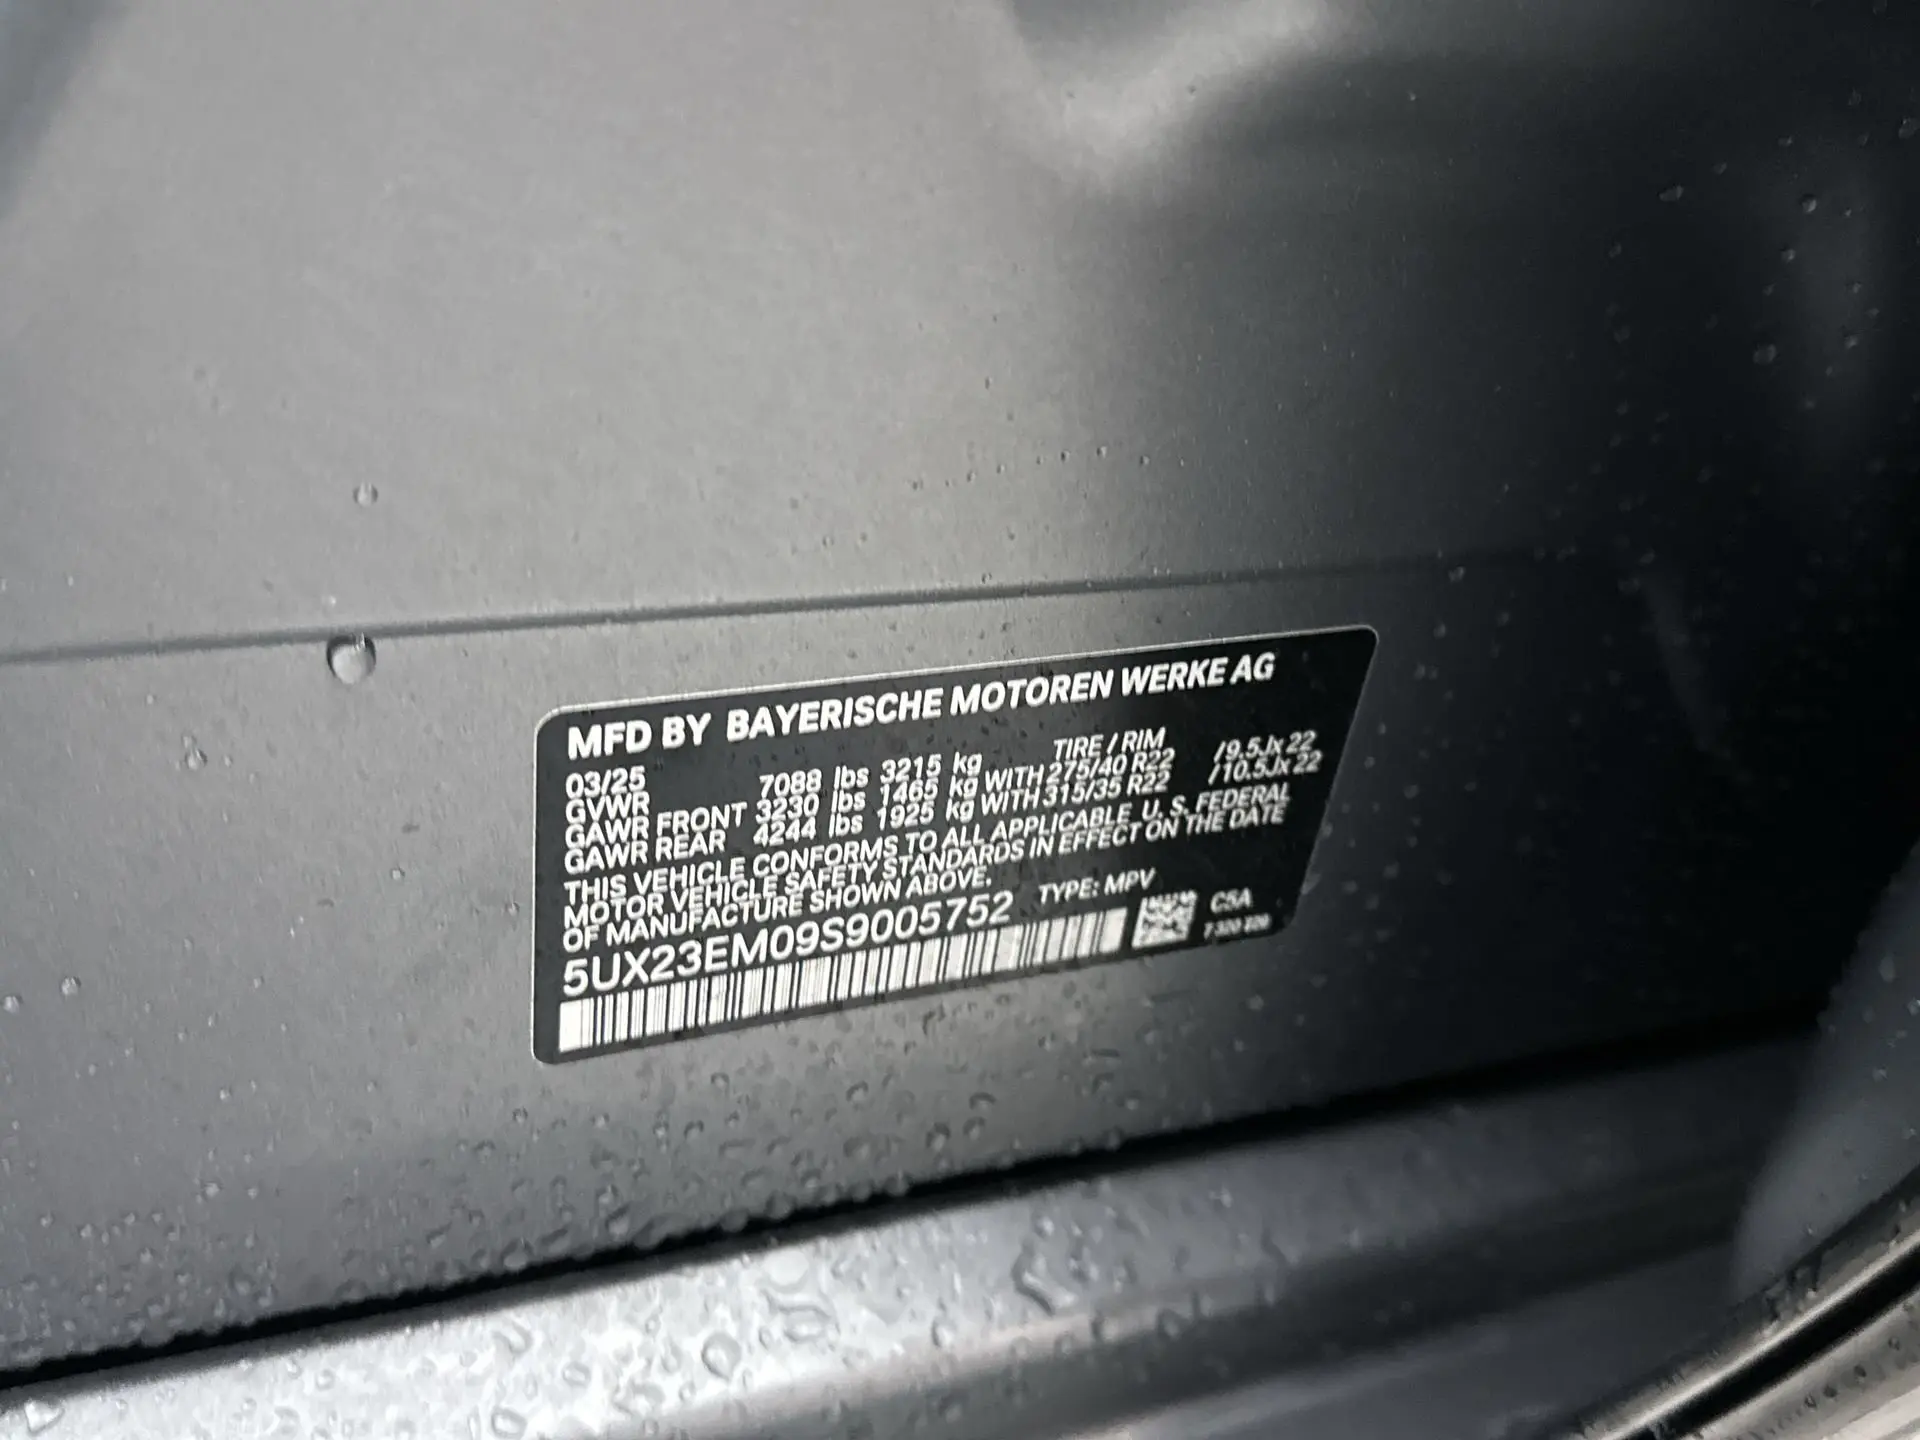 MFD BY BAYERISCHE MOTOREN WERKE AG
03/25 TIRE / RIM
GVWR 7088 lbs 3215 kg
GAWR FRONT 3230 lbs 1465 kg WITH 275/40 R22 /9.5Jx22
GAWR REAR 4244 lbs 1925 kg WITH 315/35 R22 /10.5Jx22
THIS VEHICLE CONFORMS TO ALL APPLICABLE U. S. FEDERAL
MOTOR VEHICLE SAFETY STANDARDS IN EFFECT ON THE DATE
OF MANUFACTURE SHOWN ABOVE.
5UX23EM09S9005752 TYPE: MPV
C5A